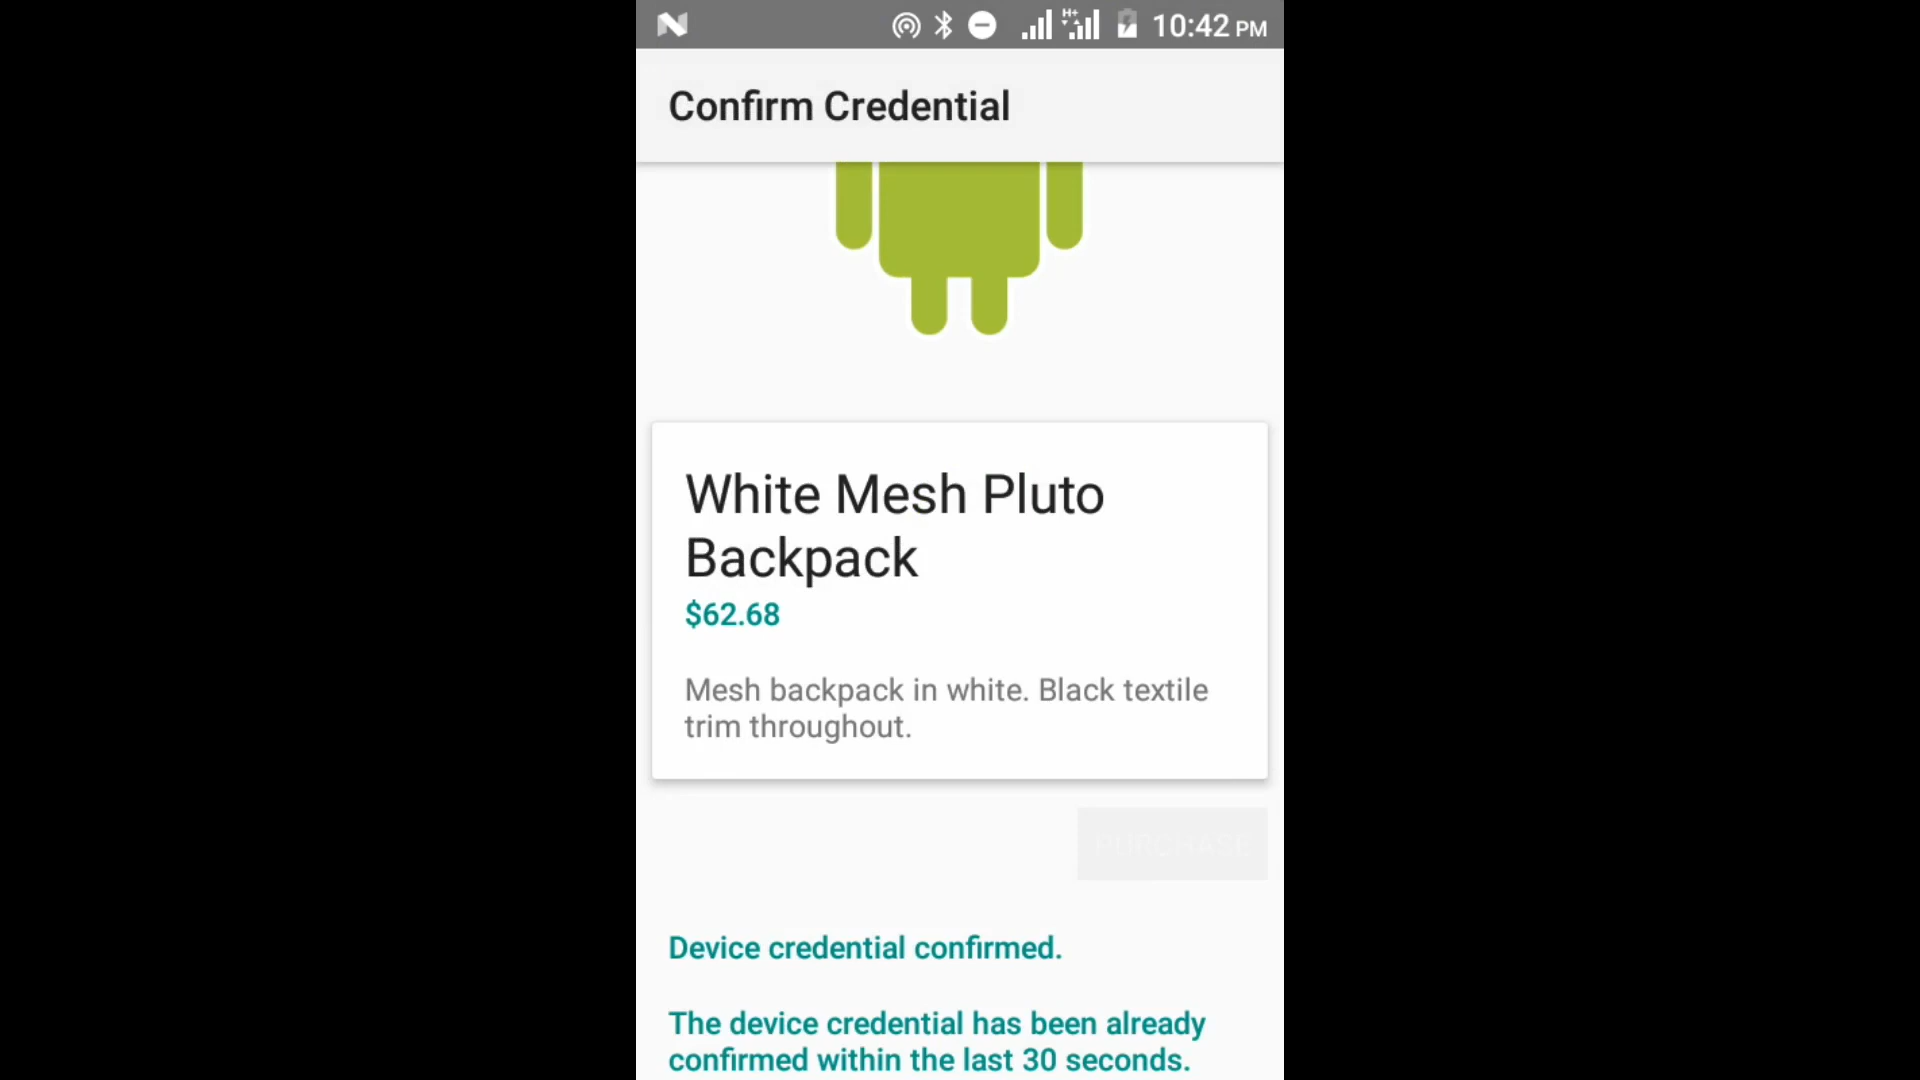 10:42 PM
Confirm Credential
White Mesh Pluto
Backpack
$62.68
Mesh backpack in white. Black textile
trim throughout.
PURCHASE
Device credential confirmed.
The device credential has been already
confirmed within the last 30 seconds.